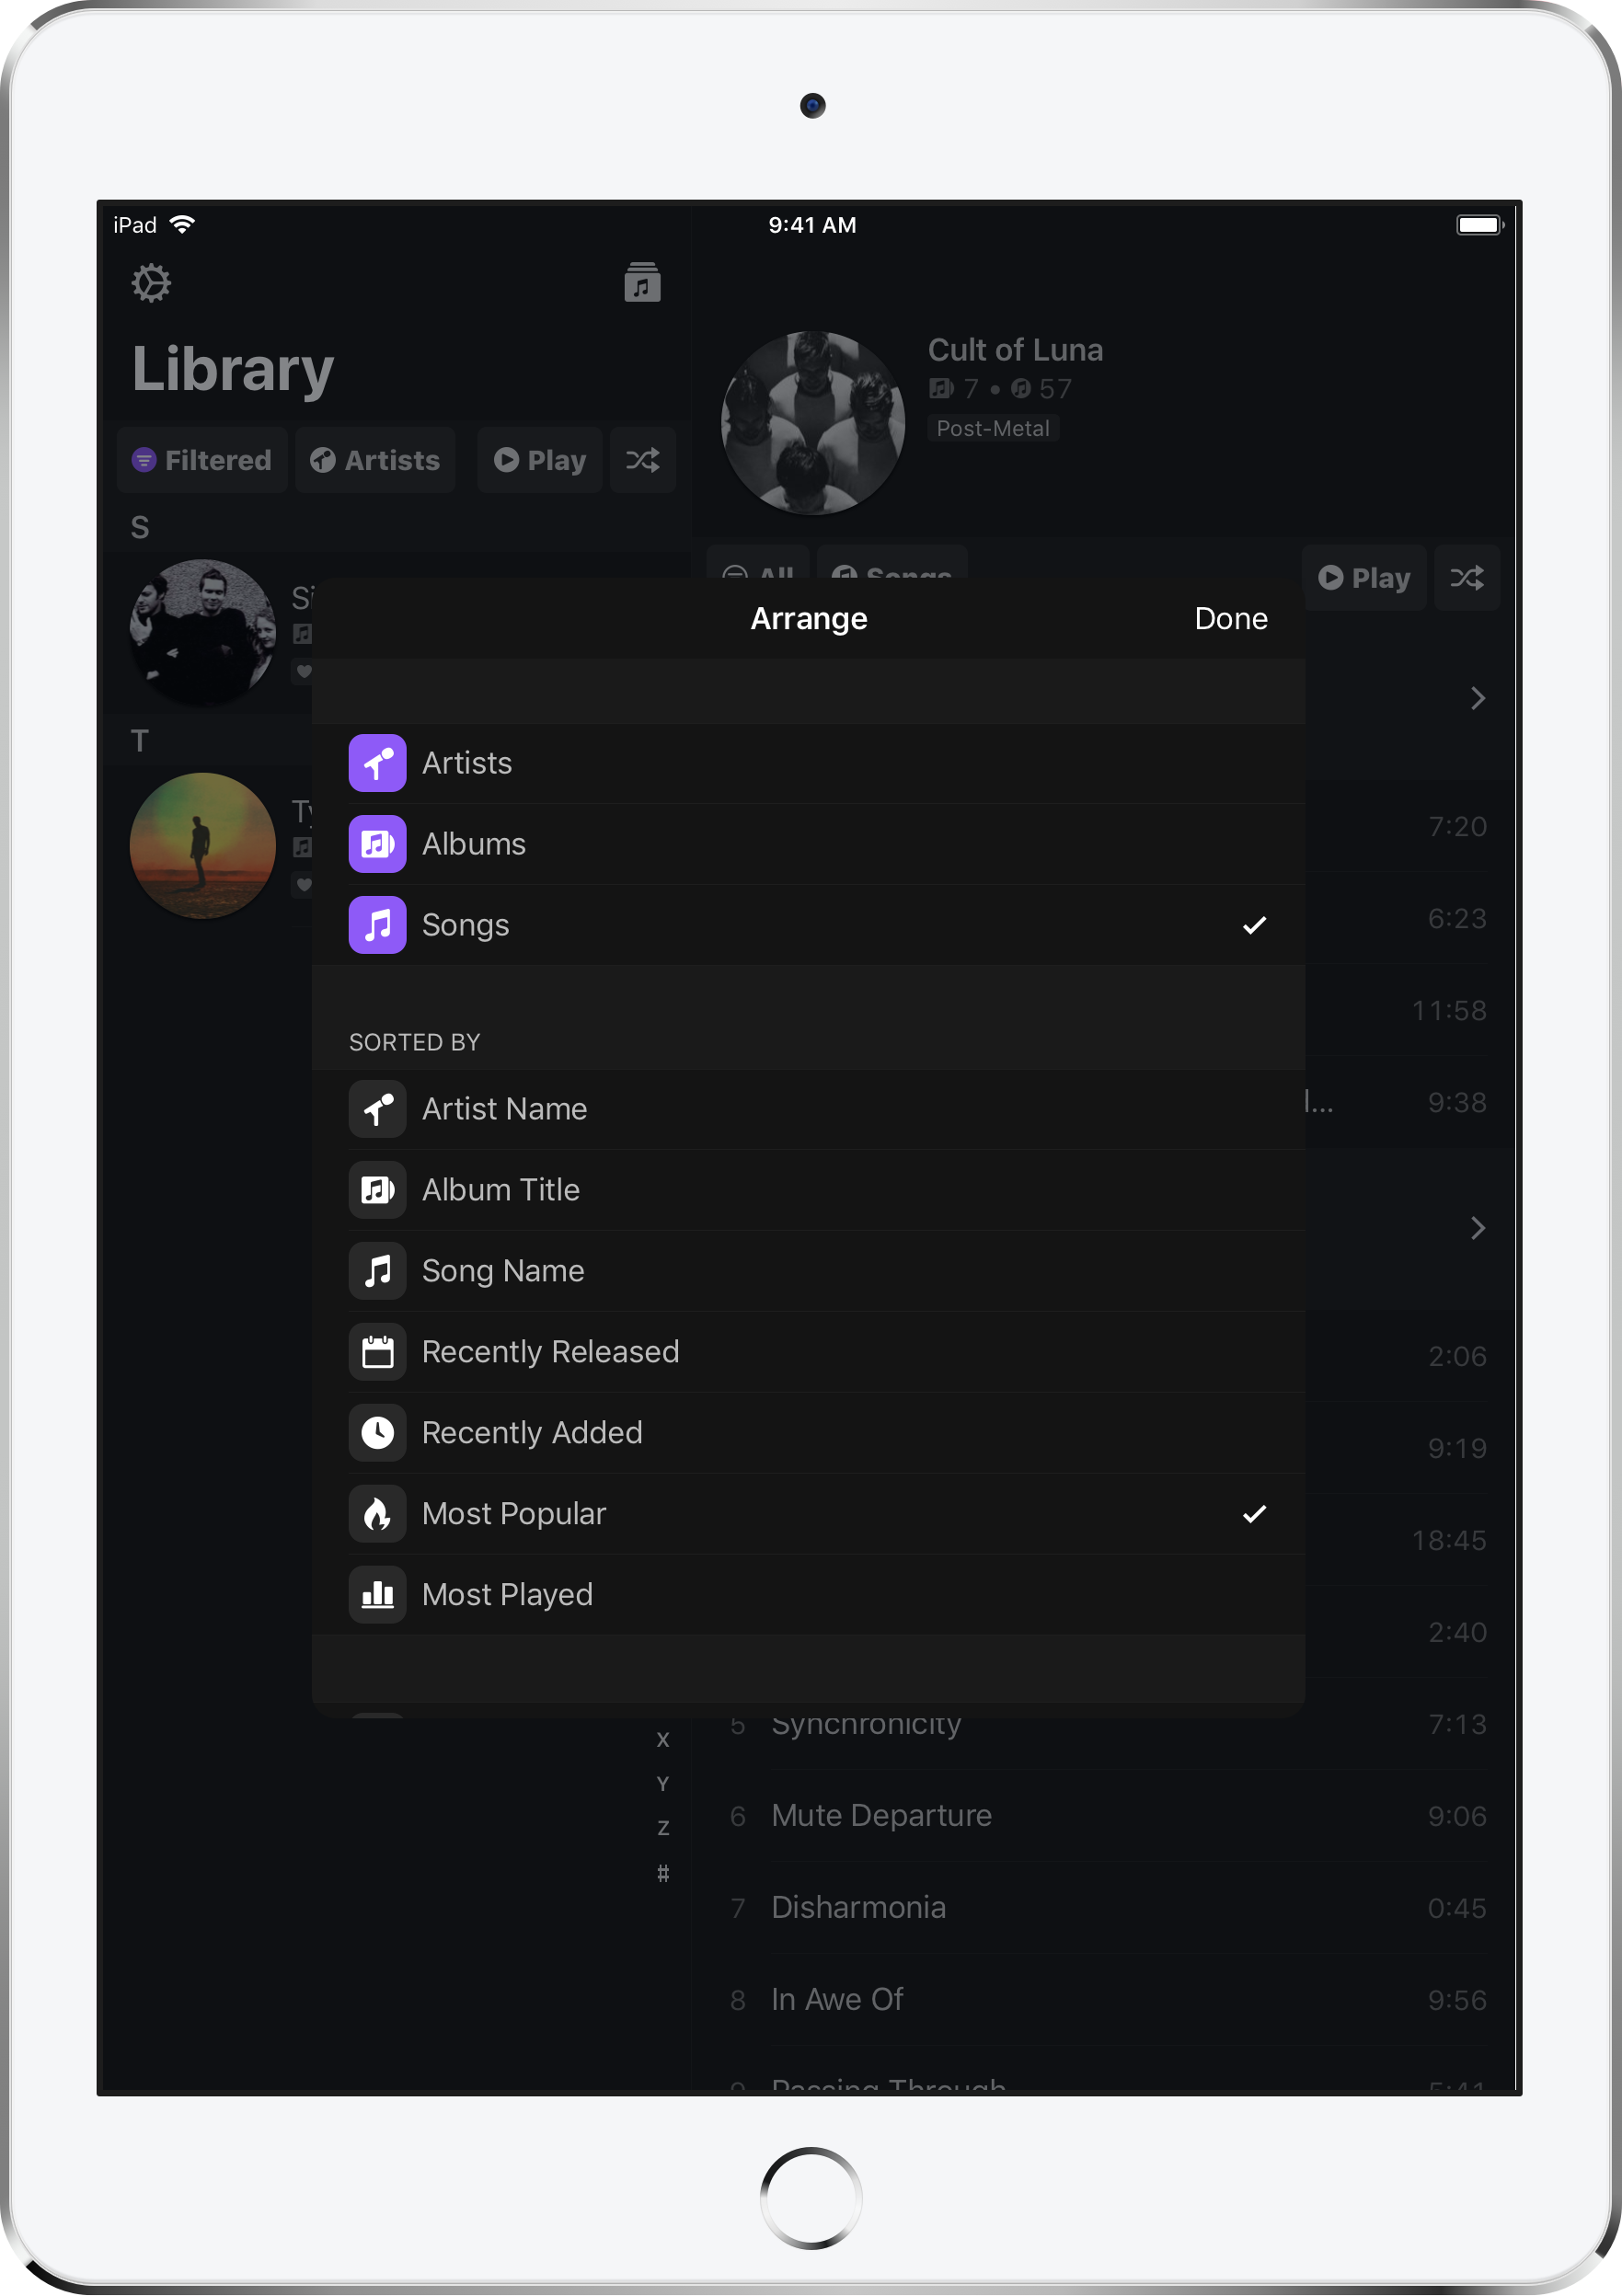 iPad 9:41 AM
Library
Filtered Artists Play
S
T
Cult of Luna
7 • 57
Post-Metal
All Songs Play
Arrange Done
Artists
Albums
Songs
SORTED BY
Artist Name
Album Title
Song Name
Recently Released
Recently Added
Most Popular
Most Played
7:20
6:23
11:58
9:38
2:06
9:19
18:45
2:40
5 Synchronicity 7:13
6 Mute Departure 9:06
7 Disharmonia 0:45
8 In Awe Of 9:56
9 Passing Through 5:41
X
Y
Z
#